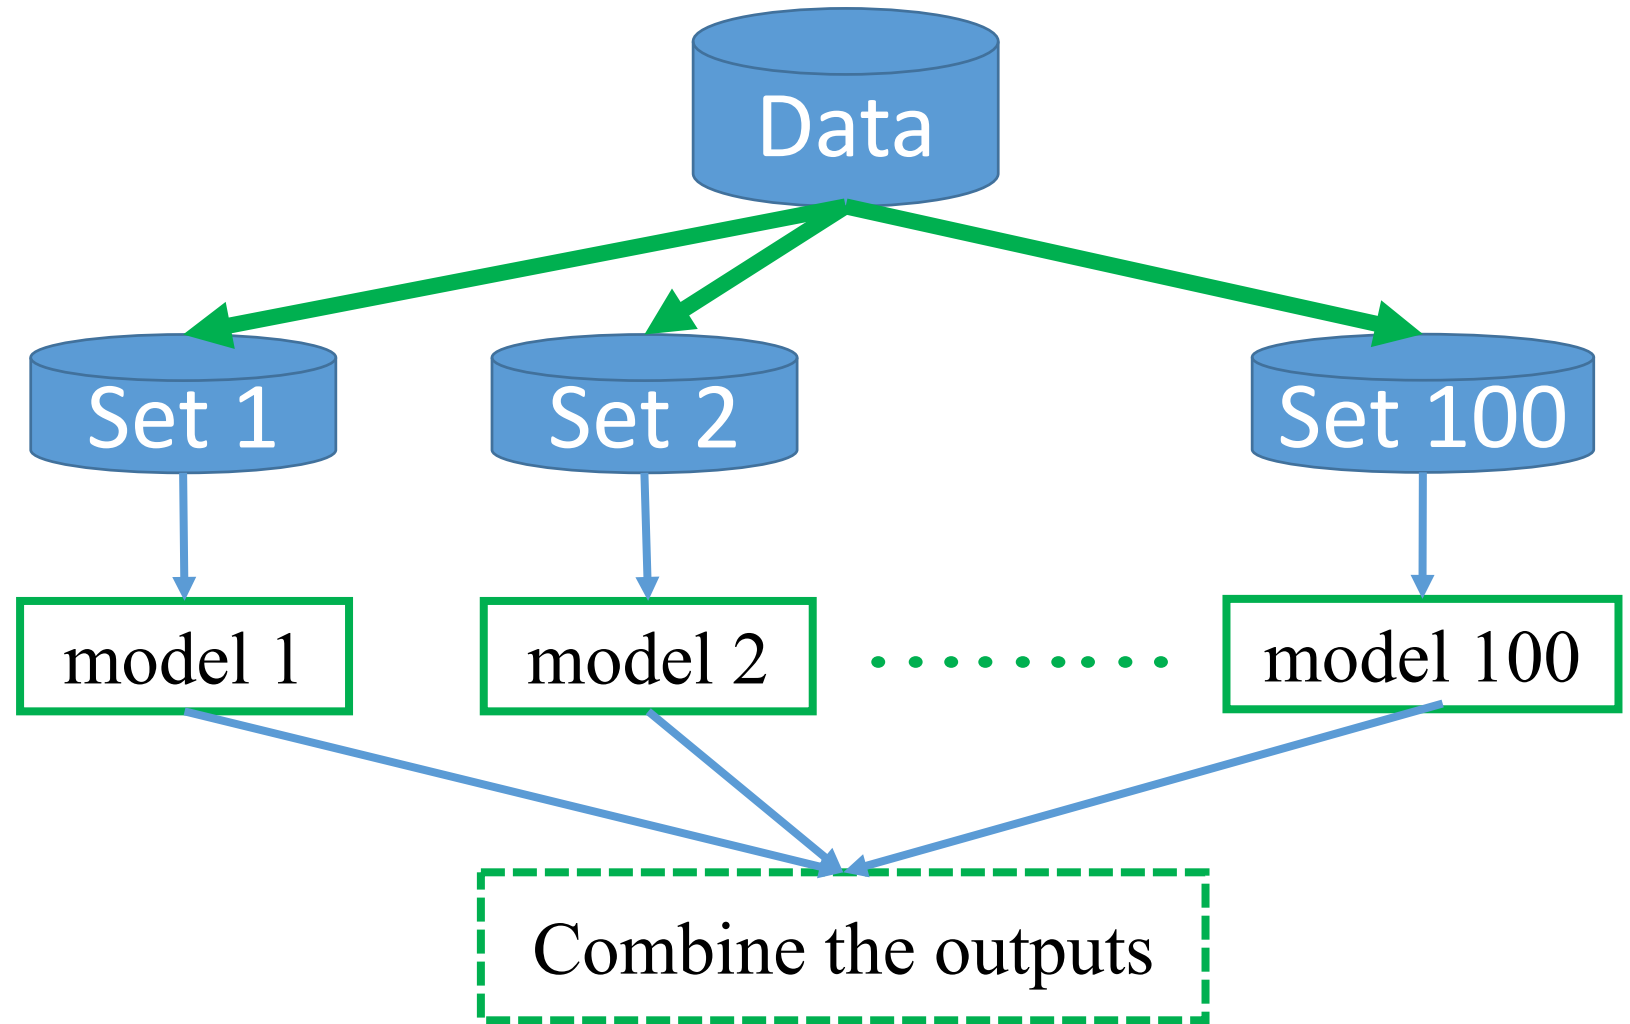 Data
Set 1
Set 2
Set 100
model 1
model 2
model 100
Combine the outputs